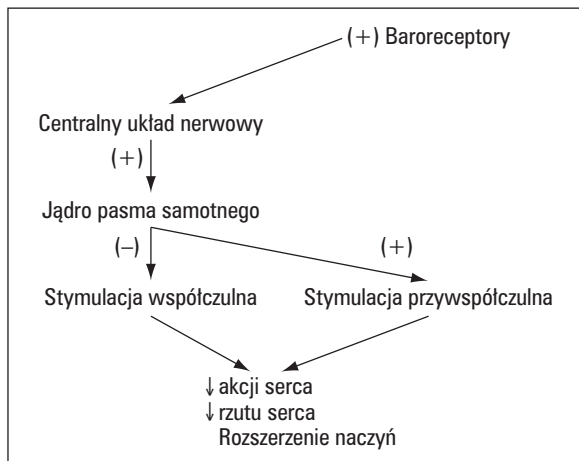 (+) Baroreceptory
Centralny układ nerwowy
(+)
Jądro pasma samotnego
(–)
(+)
Stymulacja współczulna
Stymulacja przywspółczulna
↓ akcji serca
↓ rzutu serca
Rozszerzenie naczyń